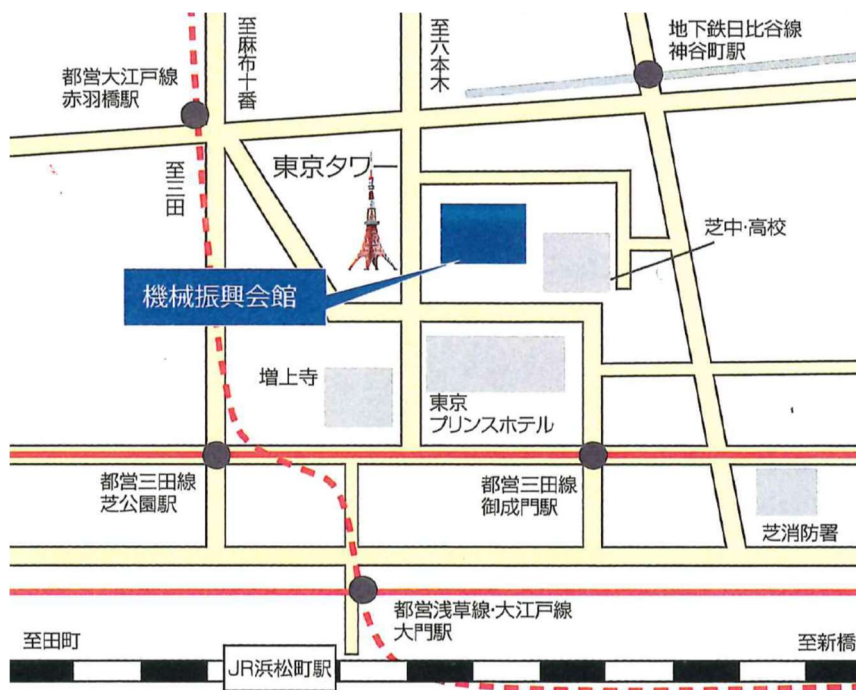 至麻布十番
至六本木
地下鉄日比谷線
神谷町駅
都営大江戸線
赤羽橋駅
至三田
東京タワー
芝中・高校
機械振興会館
増上寺
東京
プリンスホテル
都営三田線
芝公園駅
都営三田線
御成門駅
芝消防署
都営浅草線・大江戸線
大門駅
至田町
至新橋
JR浜松町駅